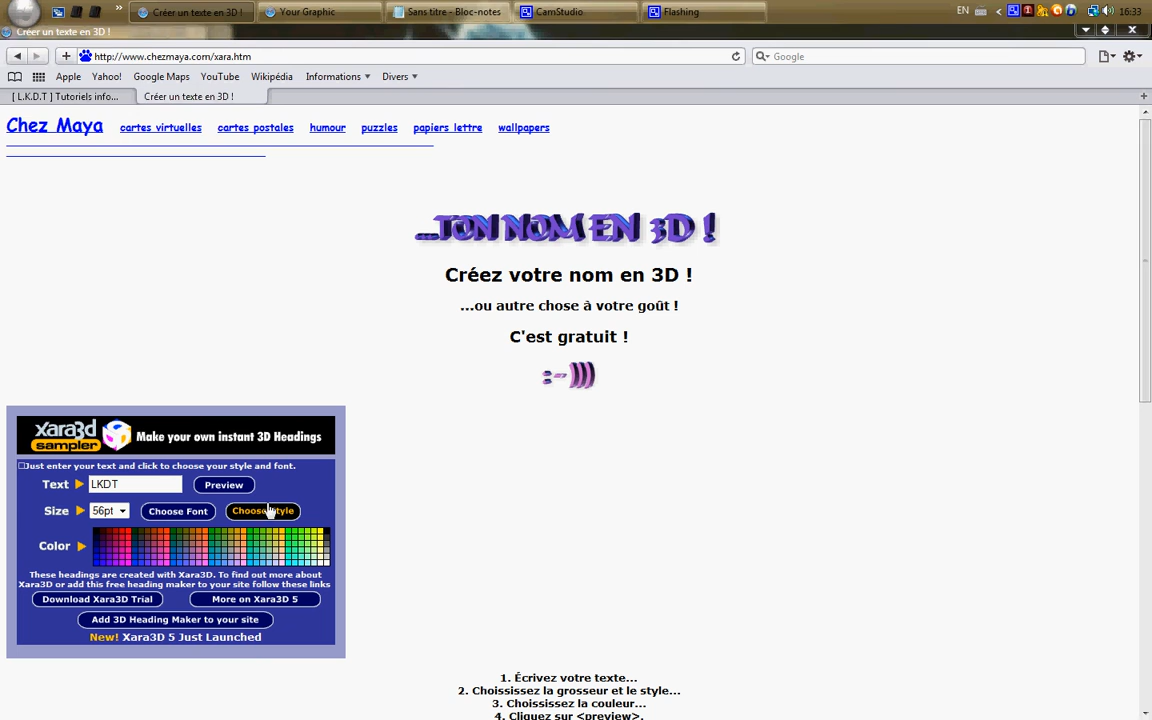 Créer un texte en 3D !
Your Graphic
Sans titre - Bloc-notes
CamStudio
Flashing
EN
16:33
Créer un texte en 3D !
http://www.chezmaya.com/xara.htm
Google
Apple
Yahoo!
Google Maps
YouTube
Wikipédia
Informations
Divers
[ L.K.D.T ] Tutoriels info...
Créer un texte en 3D !
Chez Maya
cartes virtuelles
cartes postales
humour
puzzles
papiers lettre
wallpapers
...TON NOM EN 3D !
Créez votre nom en 3D !
...ou autre chose à votre goût !
C'est gratuit !
:-)))
xara3d
sampler
Make your own instant 3D Headings
Just enter your text and click to choose your style and font.
Text
LKDT
Preview
Size
56pt
Choose Font
Choose Style
Color
These headings are created with Xara3D. To find out more about
Xara3D or add this free heading maker to your site follow these links
Download Xara3D Trial
More on Xara3D 5
Add 3D Heading Maker to your site
New! Xara3D 5 Just Launched
1. Écrivez votre texte...
2. Choississez la grosseur et le style...
3. Choississez la couleur...
4. Cliquez sur <preview>.